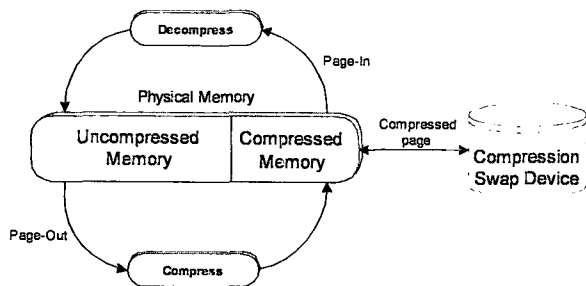 Decompress
Page-In
Physical Memory
Uncompressed
Memory
Compressed
Memory
Compressed
page
Compression
Swap Device
Page-Out
Compress